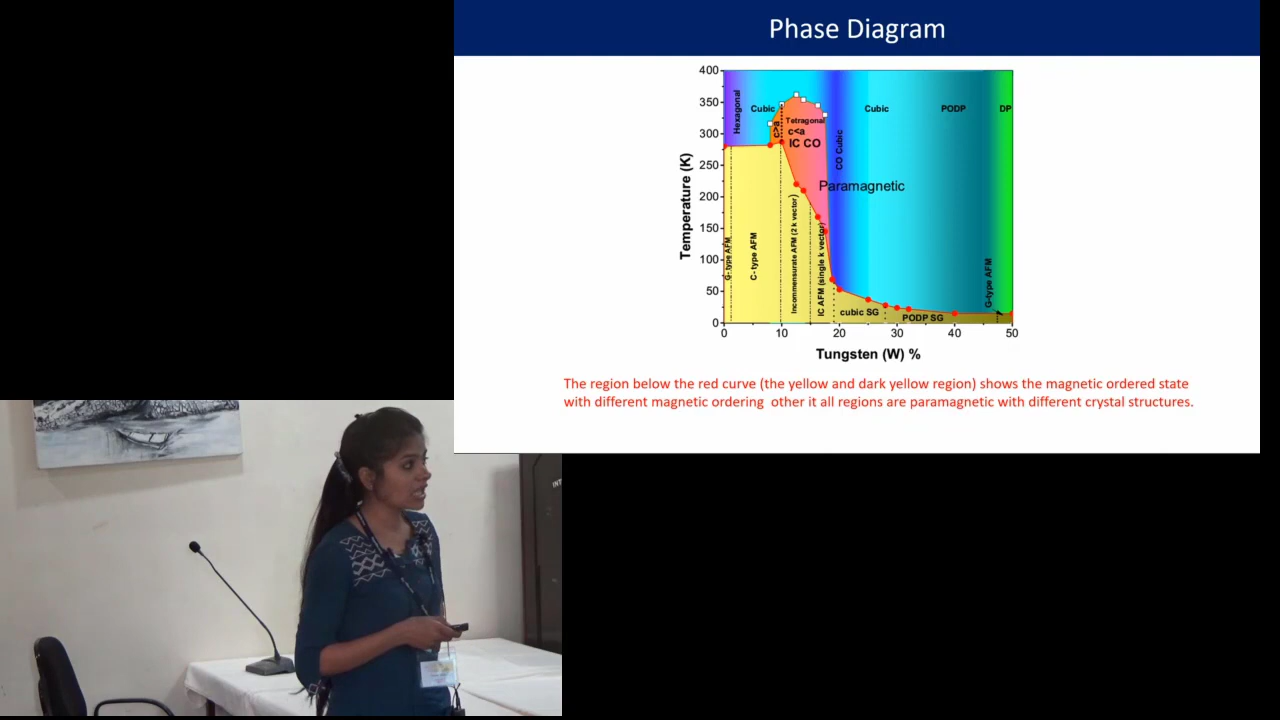 Phase Diagram
400
350
300
250
200
150
100
50
0
Temperature (K)
Hexagonal
Cubic
c>a
Tetragonal
c<a
IC CO
CO Cubic
Cubic
PODP
DP
Paramagnetic
G-type AFM
C- type AFM
Incommensurate AFM (2 k vector)
IC AFM (single k vector)
cubic SG
PODP SG
G-type AFM
0 10 20 30 40 50
Tungsten (W) %
The region below the red curve (the yellow and dark yellow region) shows the magnetic ordered state
with different magnetic ordering other it all regions are paramagnetic with different crystal structures.
INT